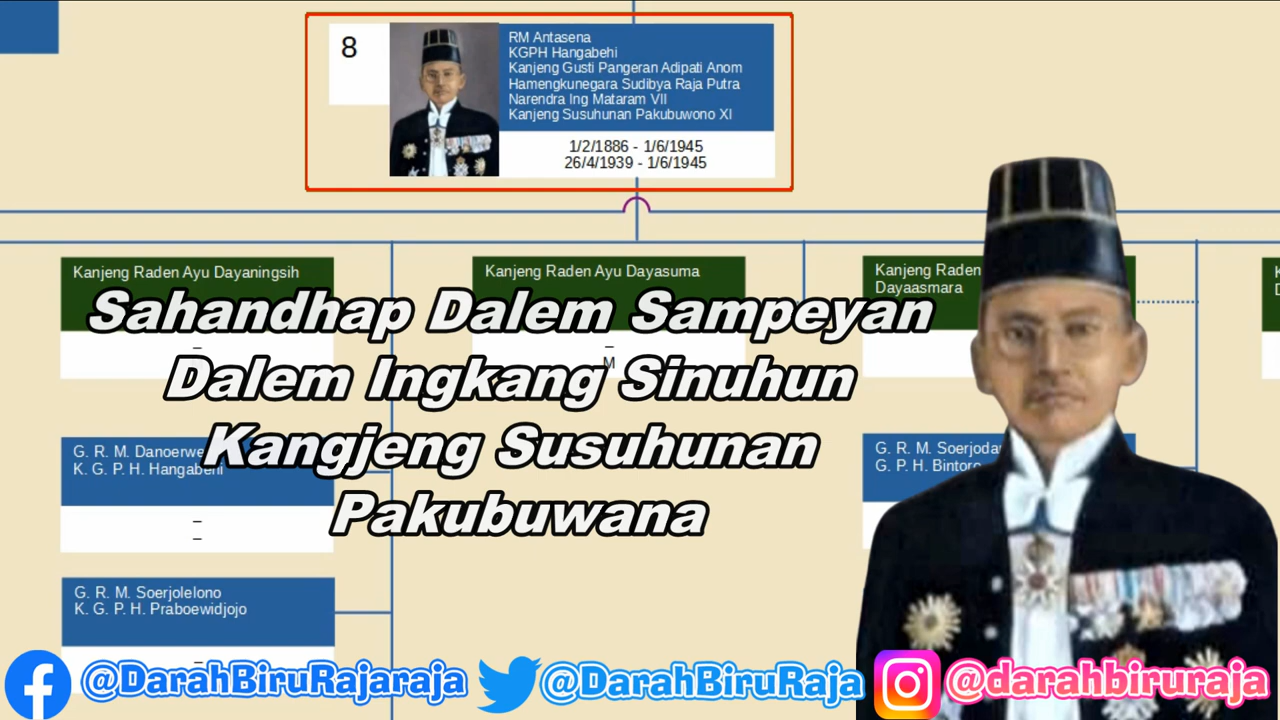 8
RM Antasena
KGPH Hangabehi
Kanjeng Gusti Pangeran Adipati Anom
Hamengkunegara Sudibya Raja Putra
Narendra Ing Mataram VII
Kanjeng Susuhunan Pakubuwono XI
1/2/1886 - 1/6/1945
26/4/1939 - 1/6/1945
Kanjeng Raden Ayu Dayaningsih
–
Kanjeng Raden Ayu Dayasuma
–
M
Kanjeng Raden
Dayaasmara
Sahandhap Dalem Sampeyan
Dalem Ingkang Sinuhun
Kangjeng Susuhunan
Pakubuwana
G. R. M.
K. G. P. H. Hangabehi
–
–
G. R. M. Soerjolelono
K. G. P. H. Praboewidjojo
–
G. R. M.
G. P. H.
@DarahBiruRajaraja
@DarahBiruRaja
@darahbiruraja